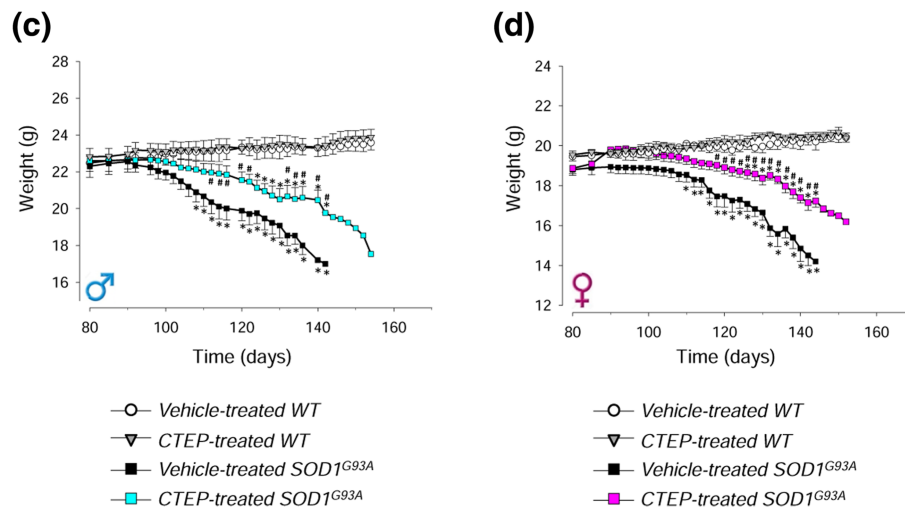 (c)
28
26
24
22
20
18
16
Weight (g)
80 100 120 140 160
Time (days)
Vehicle-treated WT
CTEP-treated WT
Vehicle-treated SOD1G93A
CTEP-treated SOD1G93A
(d)
24
22
20
18
16
14
12
Weight (g)
80 100 120 140 160
Time (days)
Vehicle-treated WT
CTEP-treated WT
Vehicle-treated SOD1G93A
CTEP-treated SOD1G93A